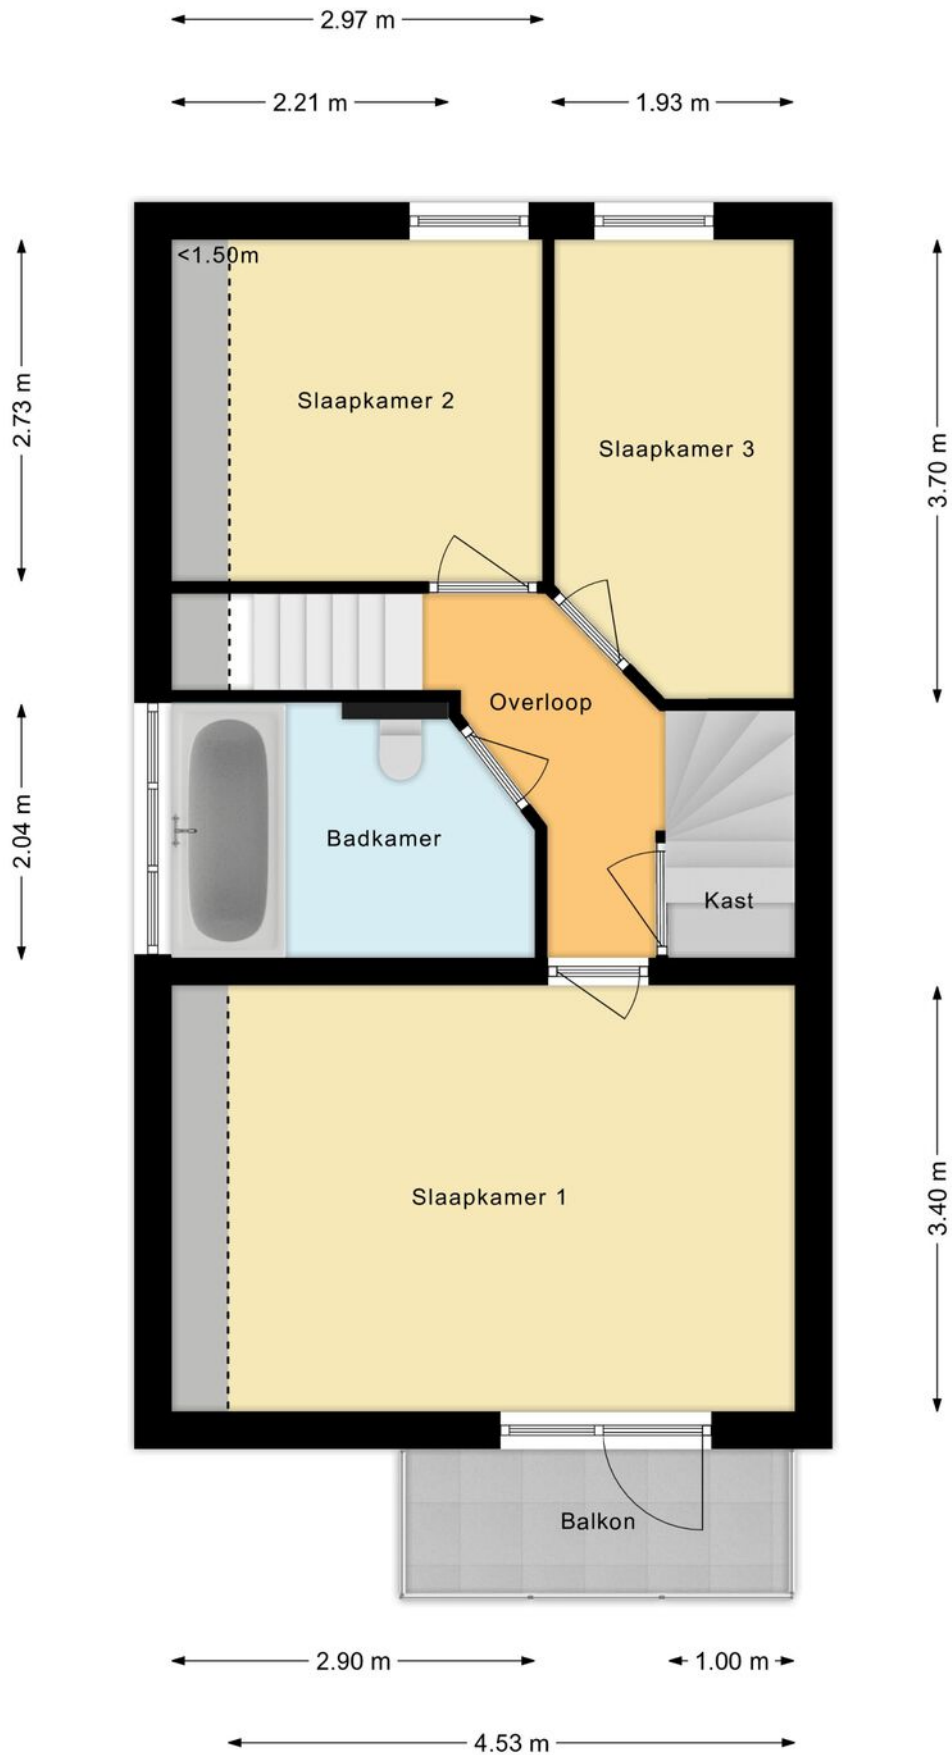 2.97 m
2.21 m
1.93 m
<1.50m
2.73 m
Slaapkamer 2
Slaapkamer 3
3.70 m
Overloop
2.04 m
Badkamer
Kast
3.40 m
Slaapkamer 1
Balkon
2.90 m
1.00 m
4.53 m